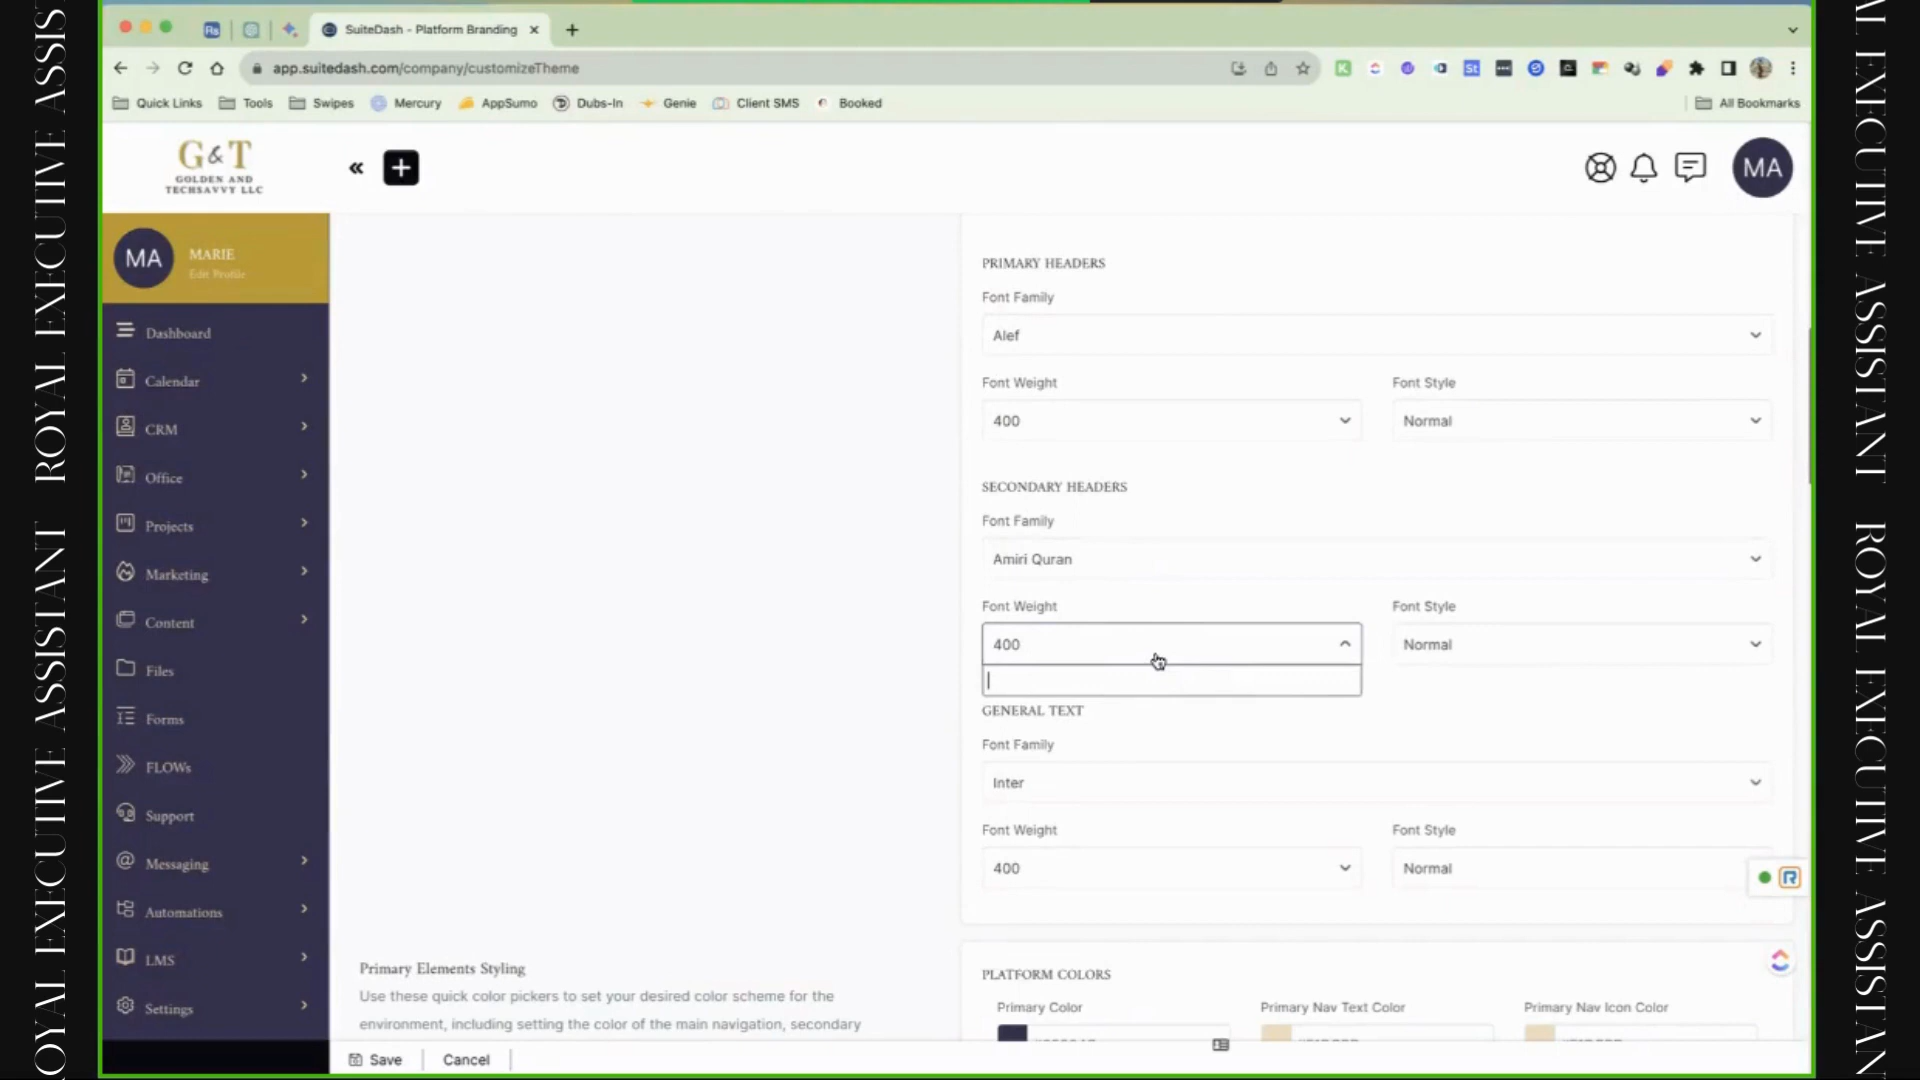 SuiteDash - Platform Branding
app.suitedash.com/company/customizeTheme
Quick Links
Tools
Swipes
Mercury
AppSumo
Dubs-In
Genie
Client SMS
Booked
All Bookmarks
G & T
GOLDEN AND
TECHSAVVY LLC
MA
MA
MARIE
Edit Profile
Dashboard
Calendar
CRM
Office
Projects
Marketing
Content
Files
Forms
FLOWs
Support
Messaging
Automations
LMS
Settings
PRIMARY HEADERS
Font Family
Alef
Font Weight
Font Style
400
Normal
SECONDARY HEADERS
Font Family
Amiri Quran
Font Weight
Font Style
400
Normal
GENERAL TEXT
Font Family
Inter
Font Weight
Font Style
400
Normal
Primary Elements Styling
Use these quick color pickers to set your desired color scheme for the
environment, including setting the color of the main navigation, secondary
PLATFORM COLORS
Primary Color
Primary Nav Text Color
Primary Nav Icon Color
Save
Cancel
ROYAL EXECUTIVE ASSISTANT
ROYAL EXECUTIVE ASSISTANT